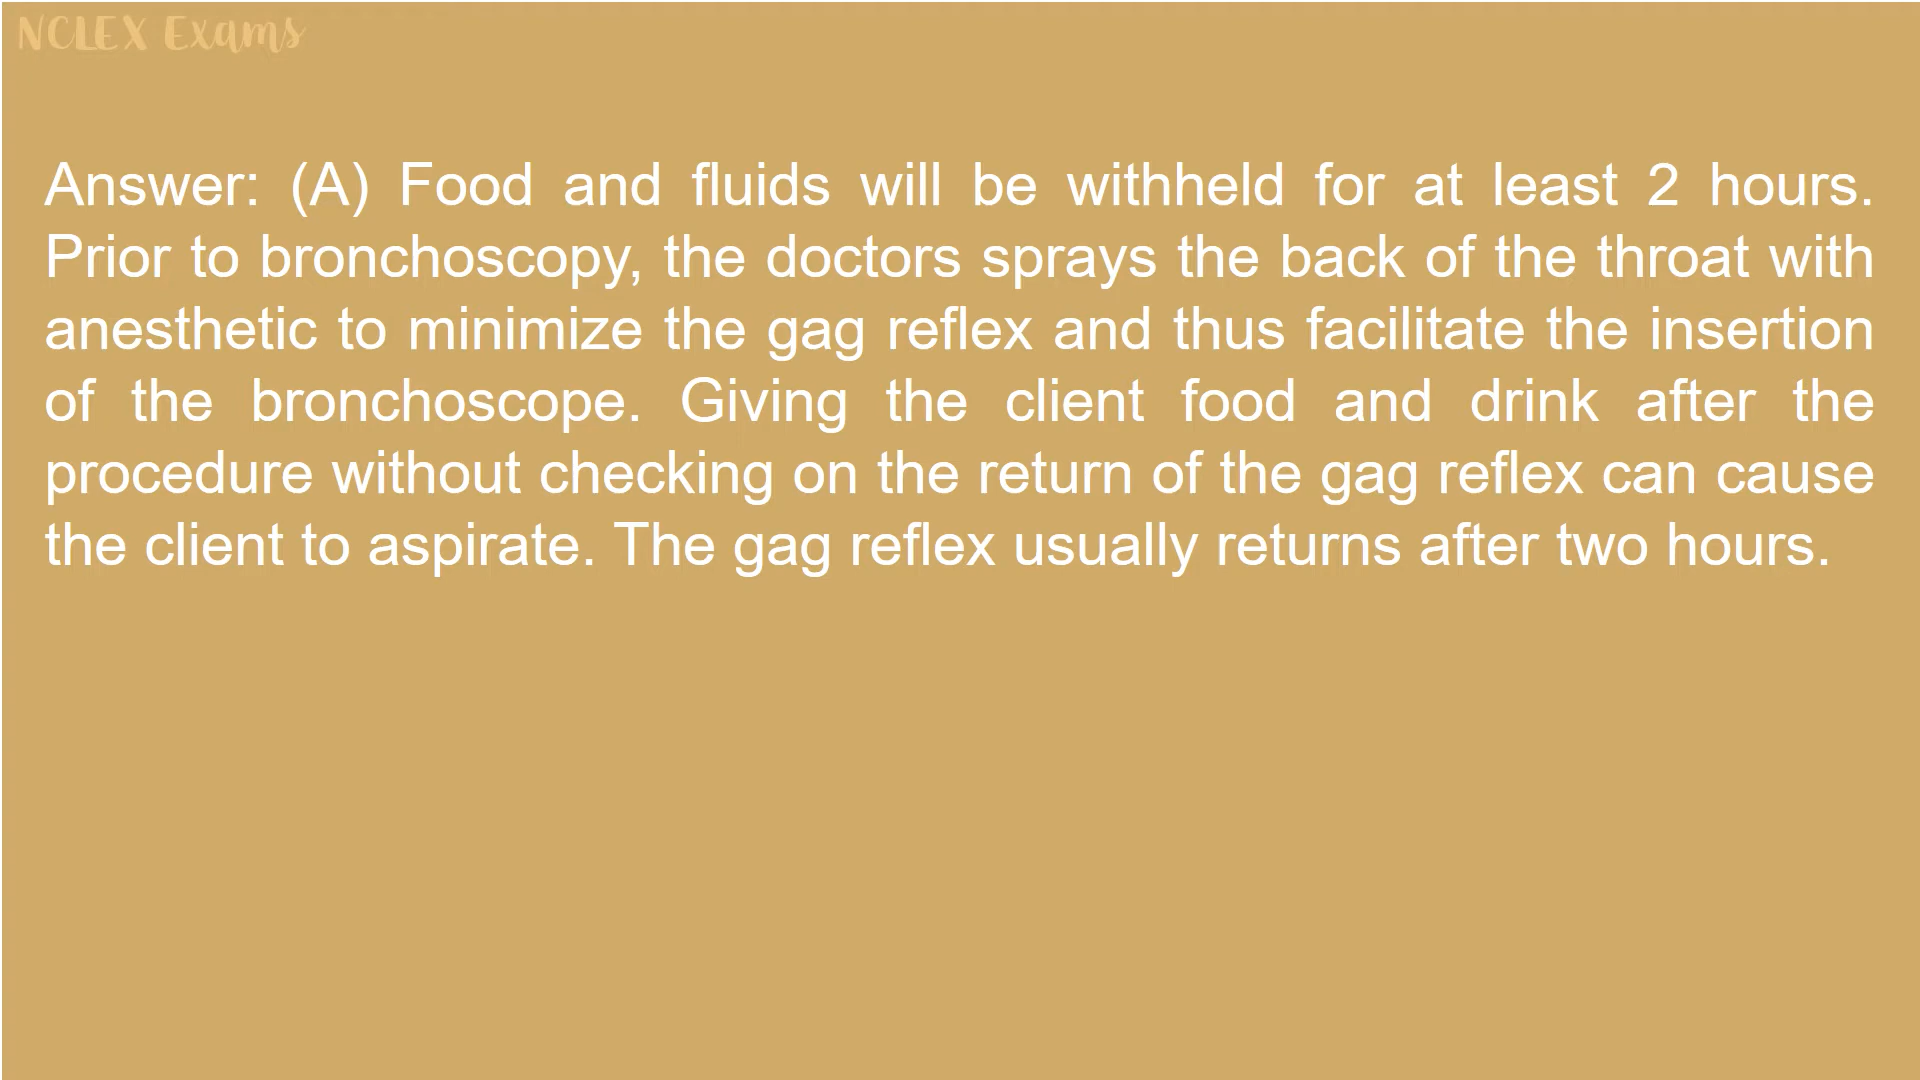 NCLEX Exams
Answer: (A) Food and fluids will be withheld for at least 2 hours.
Prior to bronchoscopy, the doctors sprays the back of the throat with
anesthetic to minimize the gag reflex and thus facilitate the insertion
of the bronchoscope. Giving the client food and drink after the
procedure without checking on the return of the gag reflex can cause
the client to aspirate. The gag reflex usually returns after two hours.